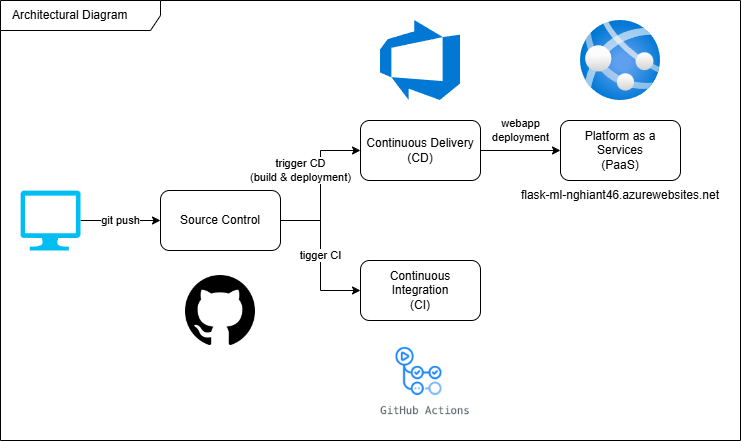 Architectural Diagram
git push
Source Control
trigger CD
(build & deployment)
tigger CI
Continuous Delivery
(CD)
webapp
deployment
Platform as a
Services
(PaaS)
flask-ml-nghiant46.azurewebsites.net
Continuous
Integration
(CI)
GitHub Actions